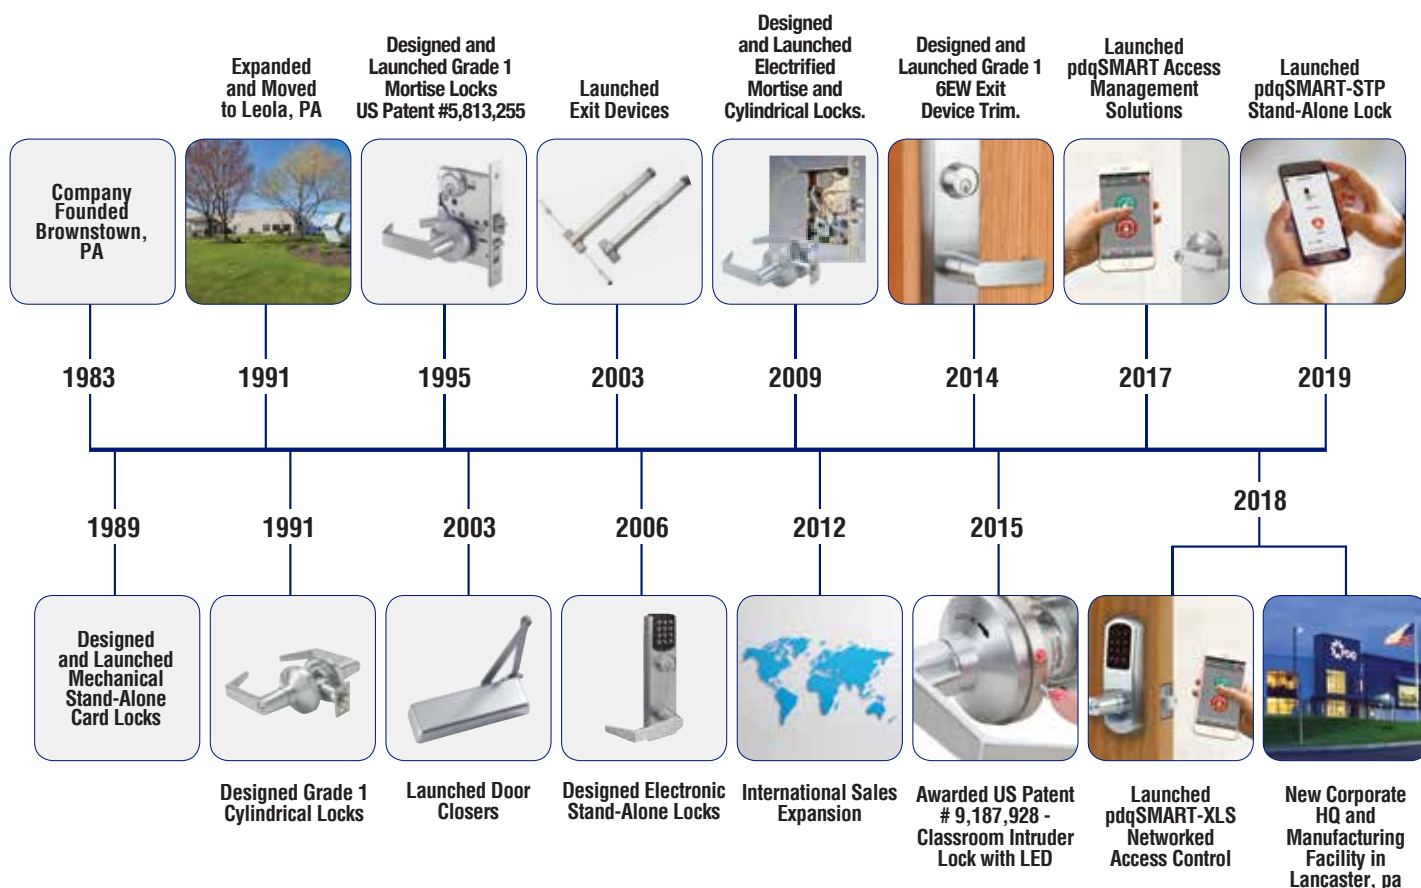 Expanded
and Moved
to Leola, PA
Designed and
Launched Grade 1
Mortise Locks
US Patent #5,813,255
Launched
Exit Devices
Designed
and Launched
Electrified
Mortise and
Cylindrical Locks.
Designed and
Launched Grade 1
6EW Exit
Device Trim.
Launched
pdqSMART Access
Management
Solutions
Launched
pdqSMART-STP
Stand-Alone Lock
Company
Founded
Brownstown,
PA
1983
1991
1995
2003
2009
2014
2017
2019
1989
1991
2003
2006
2012
2015
2018
Designed
and Launched
Mechanical
Stand-Alone
Card Locks
Designed Grade 1
Cylindrical Locks
Launched Door
Closers
Designed Electronic
Stand-Alone Locks
International Sales
Expansion
Awarded US Patent
# 9,187,928 -
Classroom Intruder
Lock with LED
Launched
pdqSMART-XLS
Networked
Access Control
New Corporate
HQ and
Manufacturing
Facility in
Lancaster, pa